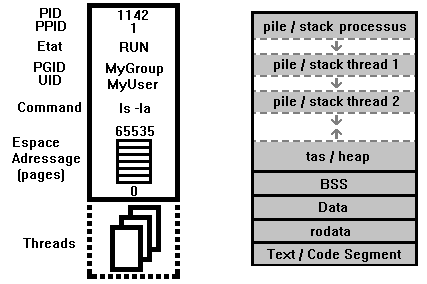 PID 1142
PPID 1
Etat RUN
PGID MyGroup
UID MyUser
Command ls -la
65535
Espace
Adressage
(pages)
0
Threads
pile / stack processus
pile / stack thread 1
pile / stack thread 2
tas / heap
BSS
Data
rodata
Text / Code Segment